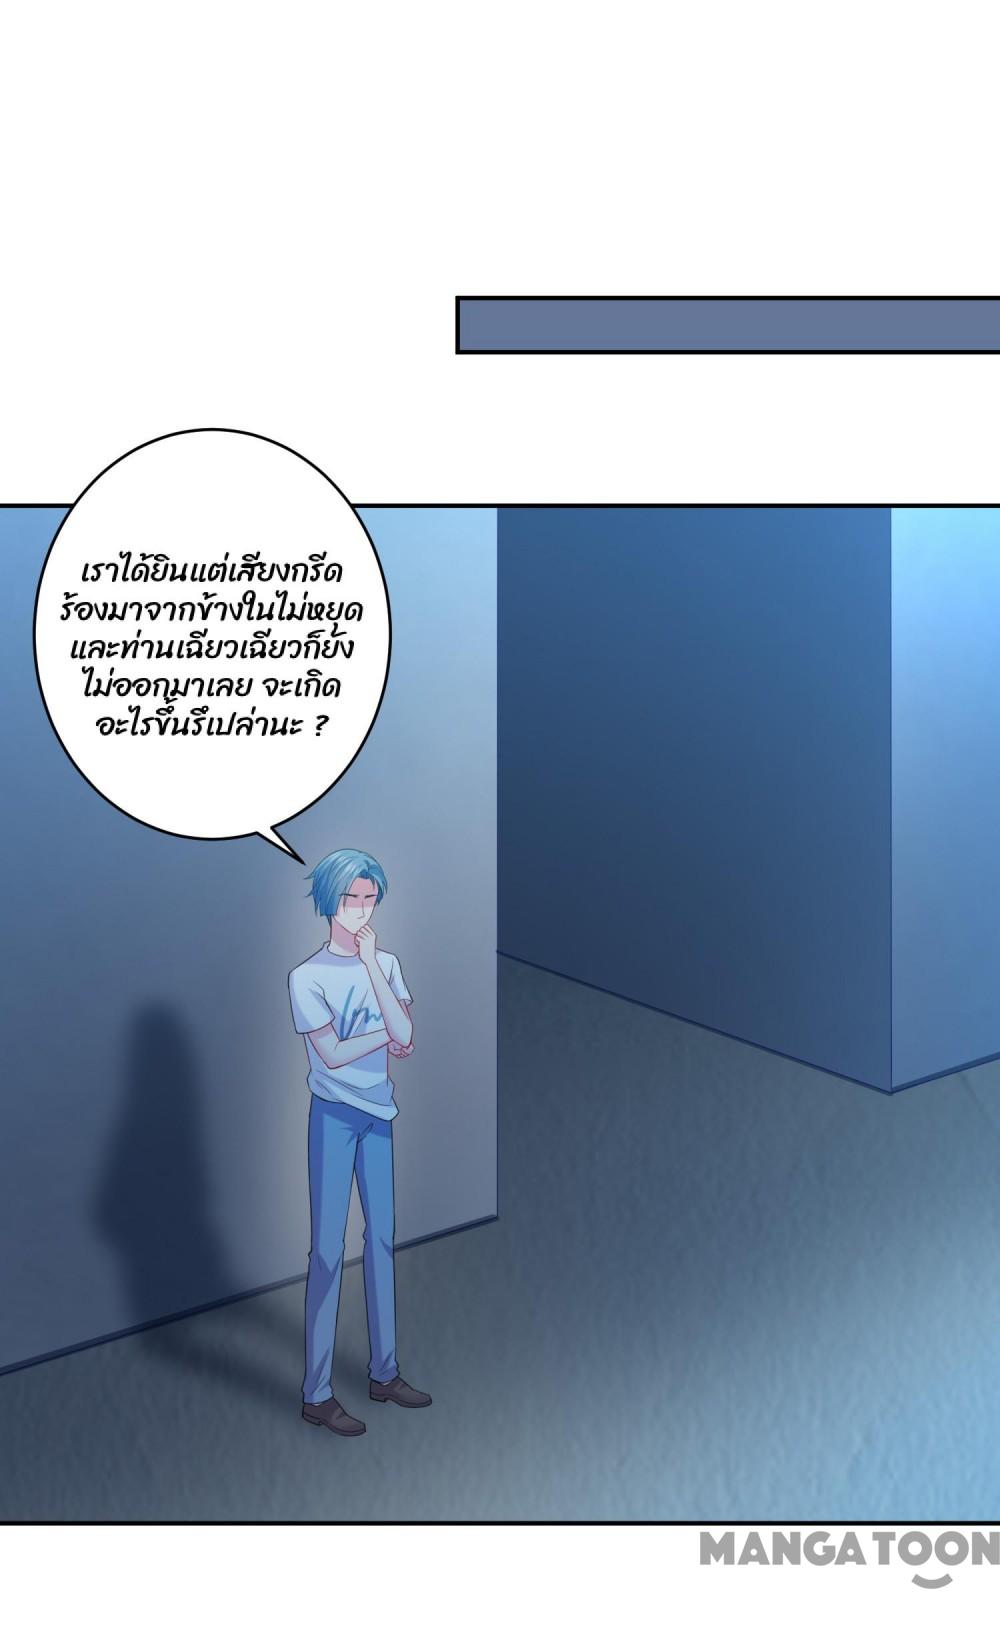 เราได้ยินแต่เสียงกรีด
ร้องมาจากข้างในไม่หยุด
และท่านเฉียวเฉียวก็ยัง
ไม่ออกมาเลย จะเกิด
อะไรขึ้นรึเปล่านะ ?
MANGATOON